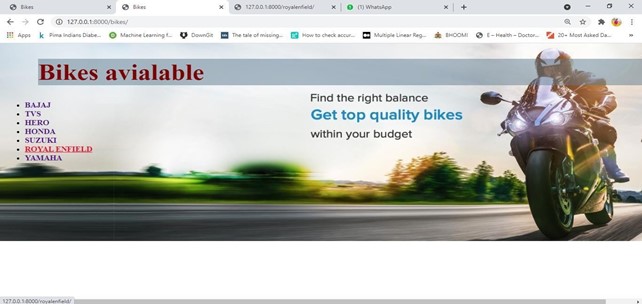 Bikes
Bikes
127.0.0.1:8000/royalenfield/
(1) WhatsApp
127.0.0.1:8000/bikes/
Apps
Pima Indians Diabe...
Machine Learning f...
DownGit
The tale of missing...
How to check accur...
Multiple Linear Reg...
BHOOMI
E – Health – Doctor...
20+ Most Asked Da...
»
Bikes avialable
Find the right balance
Get top quality bikes
within your budget
BAJAJ
TVS
HERO
HONDA
SUZUKI
ROYAL ENFIELD
YAMAHA
127.0.0.1:8000/royalenfield/